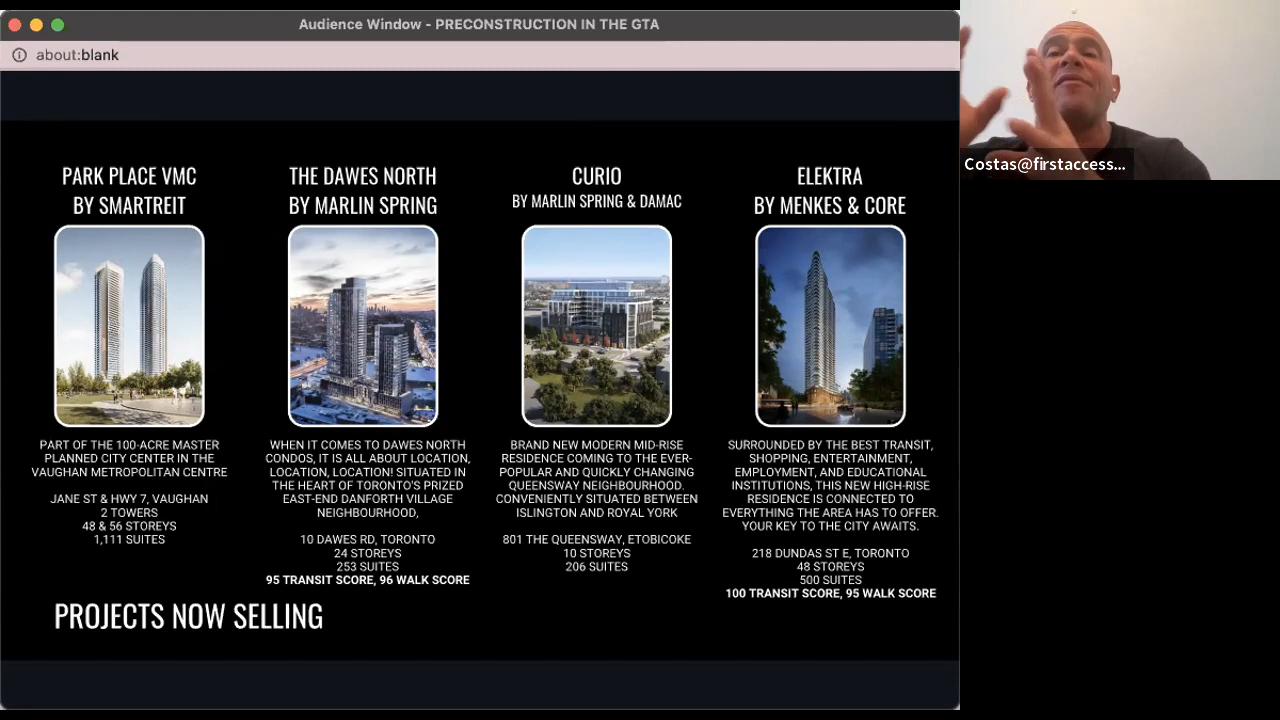 Audience Window - PRECONSTRUCTION IN THE GTA
about:blank
PARK PLACE VMC
BY SMARTREIT
PART OF THE 100-ACRE MASTER
PLANNED CITY CENTER IN THE
VAUGHAN METROPOLITAN CENTRE
JANE ST & HWY 7, VAUGHAN
2 TOWERS
48 & 56 STOREYS
1,111 SUITES
THE DAWES NORTH
BY MARLIN SPRING
WHEN IT COMES TO DAWES NORTH
CONDOS, IT IS ALL ABOUT LOCATION,
LOCATION, LOCATION! SITUATED IN
THE HEART OF TORONTO'S PRIZED
EAST-END DANFORTH VILLAGE
NEIGHBOURHOOD,
10 DAWES RD, TORONTO
24 STOREYS
253 SUITES
95 TRANSIT SCORE, 96 WALK SCORE
CURIO
BY MARLIN SPRING & DAMAC
BRAND NEW MODERN MID-RISE
RESIDENCE COMING TO THE EVER-
POPULAR AND QUICKLY CHANGING
QUEENSWAY NEIGHBOURHOOD.
CONVENIENTLY SITUATED BETWEEN
ISLINGTON AND ROYAL YORK
801 THE QUEENSWAY, ETOBICOKE
10 STOREYS
206 SUITES
ELEKTRA
BY MENKES & CORE
SURROUNDED BY THE BEST TRANSIT,
SHOPPING, ENTERTAINMENT,
EMPLOYMENT, AND EDUCATIONAL
INSTITUTIONS, THIS NEW HIGH-RISE
RESIDENCE IS CONNECTED TO
EVERYTHING THE AREA HAS TO OFFER.
YOUR KEY TO THE CITY AWAITS.
218 DUNDAS ST E, TORONTO
48 STOREYS
500 SUITES
100 TRANSIT SCORE, 95 WALK SCORE
PROJECTS NOW SELLING
Costas@firstaccess...